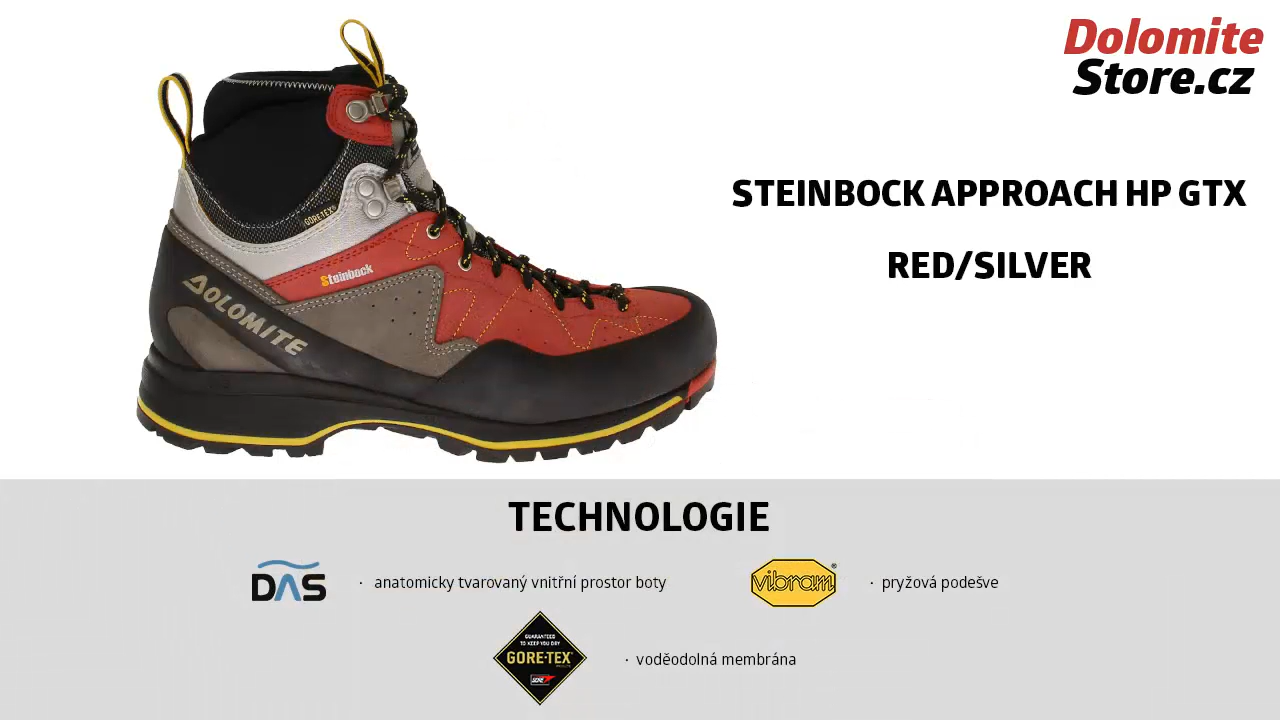 Dolomite
Store.cz
STEINBOCK APPROACH HP GTX
RED/SILVER
GORE-TEX
Steinbock
DOLOMITE
TECHNOLOGIE
DAS
· anatomicky tvarovaný vnitřní prostor boty
vibram®
· pryžová podešve
GUARANTEED
TO KEEP YOU DRY
GORE-TEX
GORE
· voděodolná membrána